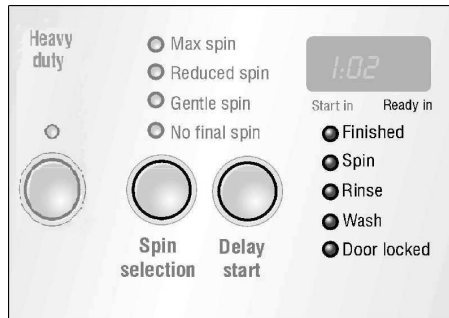 Heavy
duty
Max spin
Reduced spin
Gentle spin
No final spin
Spin
selection
Delay
start
1:02
Start in Ready in
Finished
Spin
Rinse
Wash
Door locked